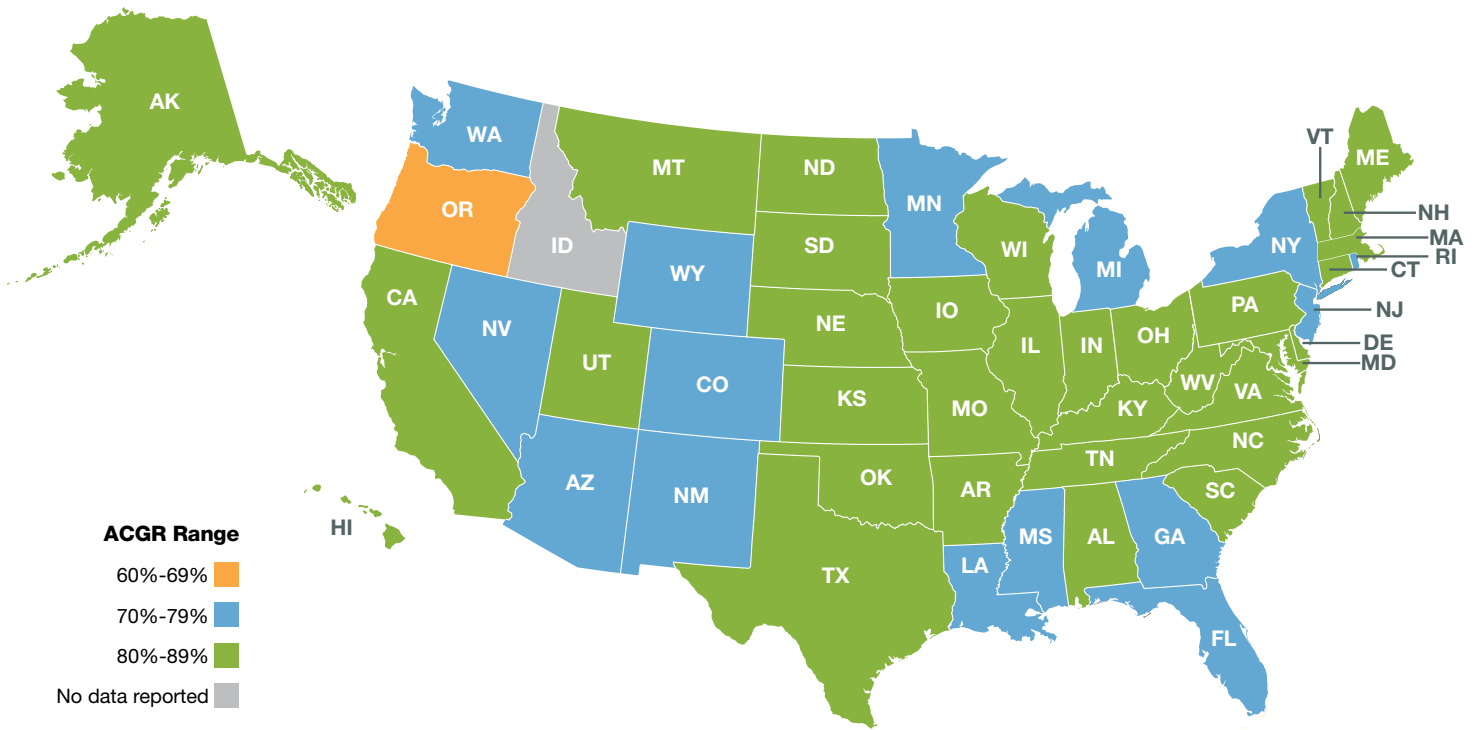 AK
WA
OR
ID
MT
ND
MN
SD
WY
WI
MI
NY
VT
ME
NH
MA
RI
CT
NJ
PA
DE
MD
CA
NV
UT
CO
NE
IO
IL
IN
OH
WV
VA
KS
MO
KY
NC
TN
SC
AZ
NM
OK
AR
MS
AL
GA
LA
TX
FL
HI
ACGR Range
60%-69%
70%-79%
80%-89%
No data reported